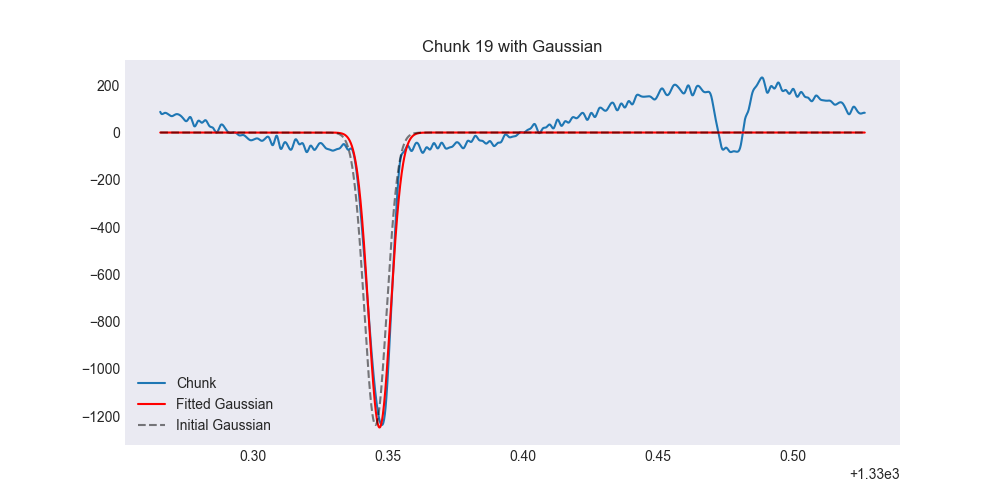 Chunk 19 with Gaussian
200
0
−200
−400
−600
−800
−1000
−1200
Chunk
Fitted Gaussian
Initial Gaussian
0.30 0.35 0.40 0.45 0.50
+1.33e3